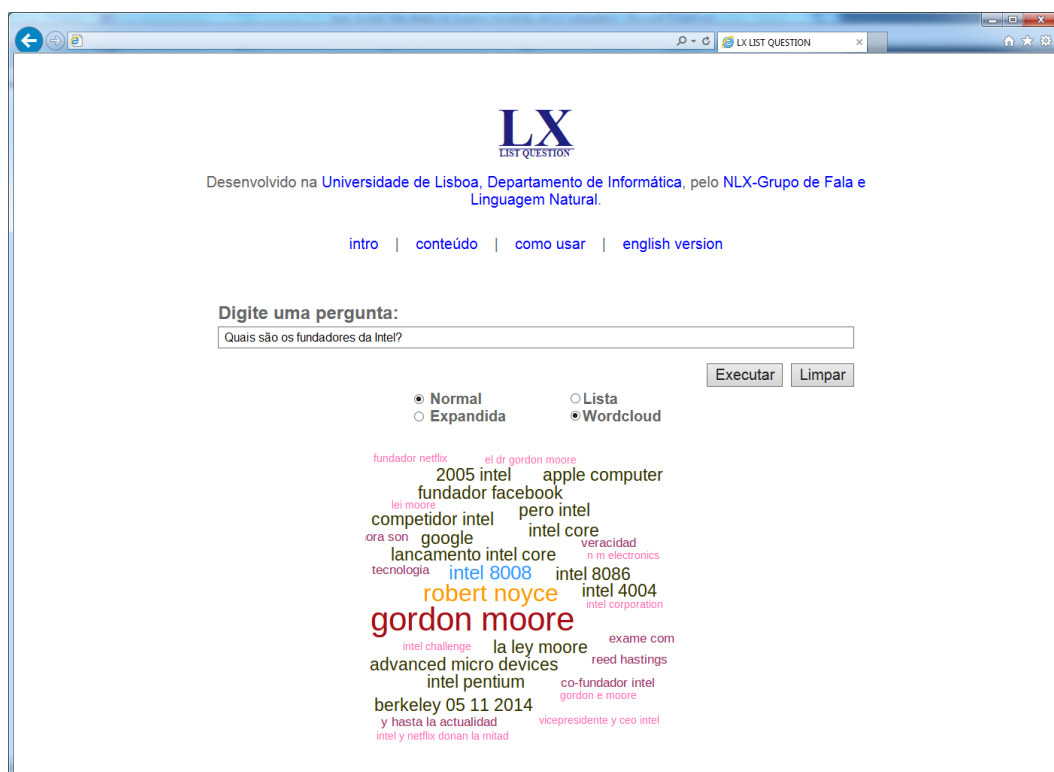 LX LIST QUESTION
LX
LIST QUESTION
Desenvolvido na Universidade de Lisboa, Departamento de Informática, pelo NLX-Grupo de Fala e
Linguagem Natural.
intro | conteúdo | como usar | english version
Digite uma pergunta:
Quais são os fundadores da Intel?
Executar Limpar
Normal Lista
Expandida Wordcloud
fundador netflix el dr gordon moore
2005 intel apple computer
fundador facebook
lei moore pero intel
competidor intel
ora son google intel core
veracidad
lancamento intel core n m electronics
tecnologia intel 8008 intel 8086
robert noyce intel 4004
intel corporation
gordon moore
exame com
intel challenge la ley moore
advanced micro devices reed hastings
intel pentium co-fundador intel
gordon e moore
berkeley 05 11 2014
y hasta la actualidad vicepresidente y ceo intel
intel y netflix donan la mitad